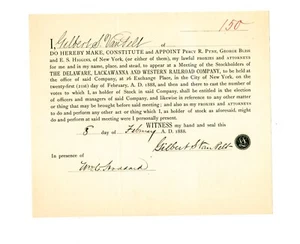 150
I, Gilbert S. Van Pelt of
DO HEREBY MAKE, CONSTITUTE and APPOINT PERCY R. PYNE, GEORGE BLISS
and E. S. HIGGINS, of New York, (or either of them), my lawful PROXIES and ATTORNEYS
for me and in my name, place, and stead, to appear at a Meeting of the Stockholders of
THE DELAWARE, LACKAWANNA AND WESTERN RAILROAD COMPANY, to be held
at the office of said Company, at 26 Exchange Place, in the City of New York, on the
twenty-first (21st) day of February, A. D. 1888, and then and there to cast the number of
votes to which I, as holder of Stock in said Company, shall be entitled in the election
of officers and managers of said Company, and likewise in reference to any other matter
or thing that may be brought before said meeting; and also to my PROXIES and ATTORNEYS
to do and perform any other act or thing which I, as holder of stock as aforesaid, might
do and perform at said meeting were I personally present.
WITNESS my hand and seal this
8 day of February A. D. 1888.
Gilbert S Van Pelt
In presence of